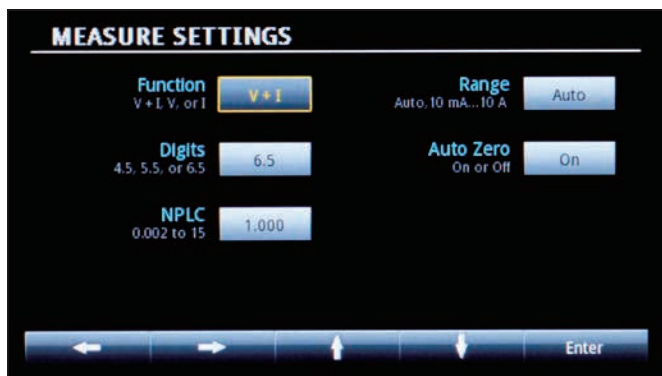 MEASURE SETTINGS
Function
V + I, V, or I
V + I
Range
Auto, 10 mA...10 A
Auto
Digits
4.5, 5.5, or 6.5
6.5
Auto Zero
On or Off
On
NPLC
0.002 to 15
1.000
Enter